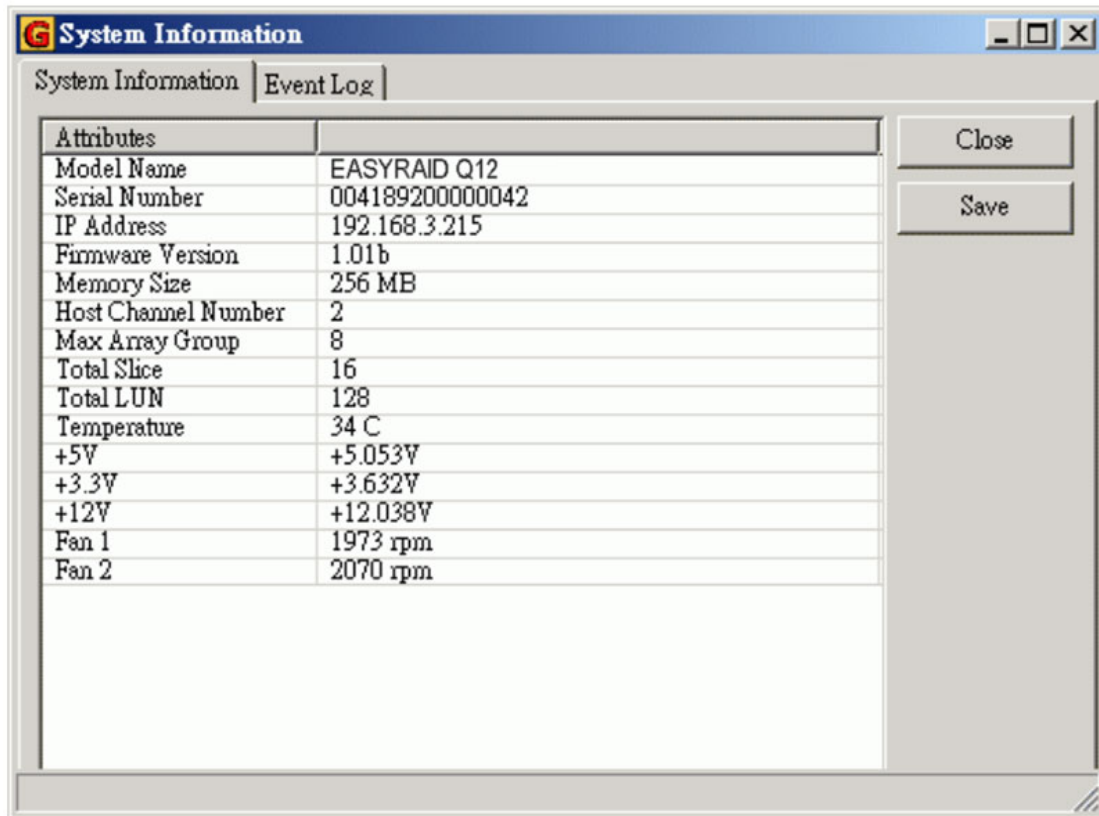 G System Information
System Information Event Log
Attributes
Close
Model Name EASYRAID Q12
Serial Number 004189200000042
Save
IP Address 192.168.3.215
Firmware Version 1.01b
Memory Size 256 MB
Host Channel Number 2
Max Array Group 8
Total Slice 16
Total LUN 128
Temperature 34 C
+5V +5.053V
+3.3V +3.632V
+12V +12.038V
Fan 1 1973 rpm
Fan 2 2070 rpm